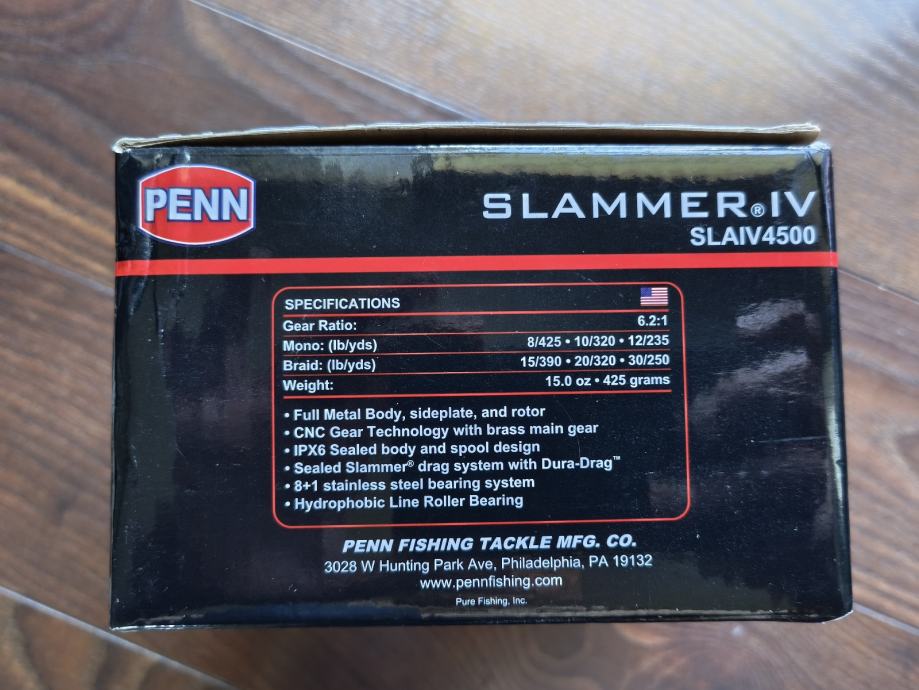 PENN
SLAMMER®IV
SLAIV4500
SPECIFICATIONS
Gear Ratio: 6.2:1
Mono: (lb/yds) 8/425 • 10/320 • 12/235
Braid: (lb/yds) 15/390 • 20/320 • 30/250
Weight: 15.0 oz • 425 grams
• Full Metal Body, sideplate, and rotor
• CNC Gear Technology with brass main gear
• IPX6 Sealed body and spool design
• Sealed Slammer® drag system with Dura-Drag™
• 8+1 stainless steel bearing system
• Hydrophobic Line Roller Bearing
PENN FISHING TACKLE MFG. CO.
3028 W Hunting Park Ave, Philadelphia, PA 19132
www.pennfishing.com
Pure Fishing, Inc.